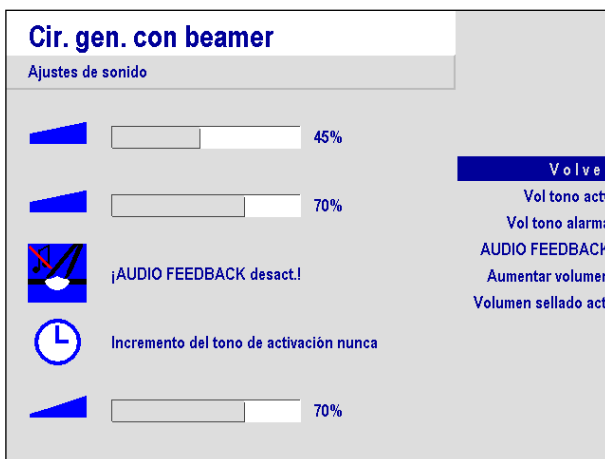 Cir. gen. con beamer
Ajustes de sonido
45%
70%
¡AUDIO FEEDBACK desact.!
Incremento del tono de activación nunca
70%
Volve
Vol tono act
Vol tono alarma
AUDIO FEEDBACK
Aumentar volumen
Volumen sellado act